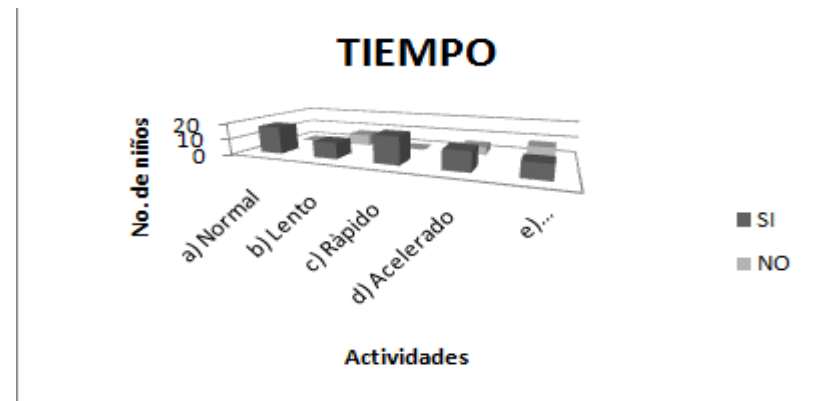 TIEMPO
No. de niños
20
10
0
a) Normal
b) Lento
c) Ràpido
d) Acelerado
e)...
SI
NO
Actividades